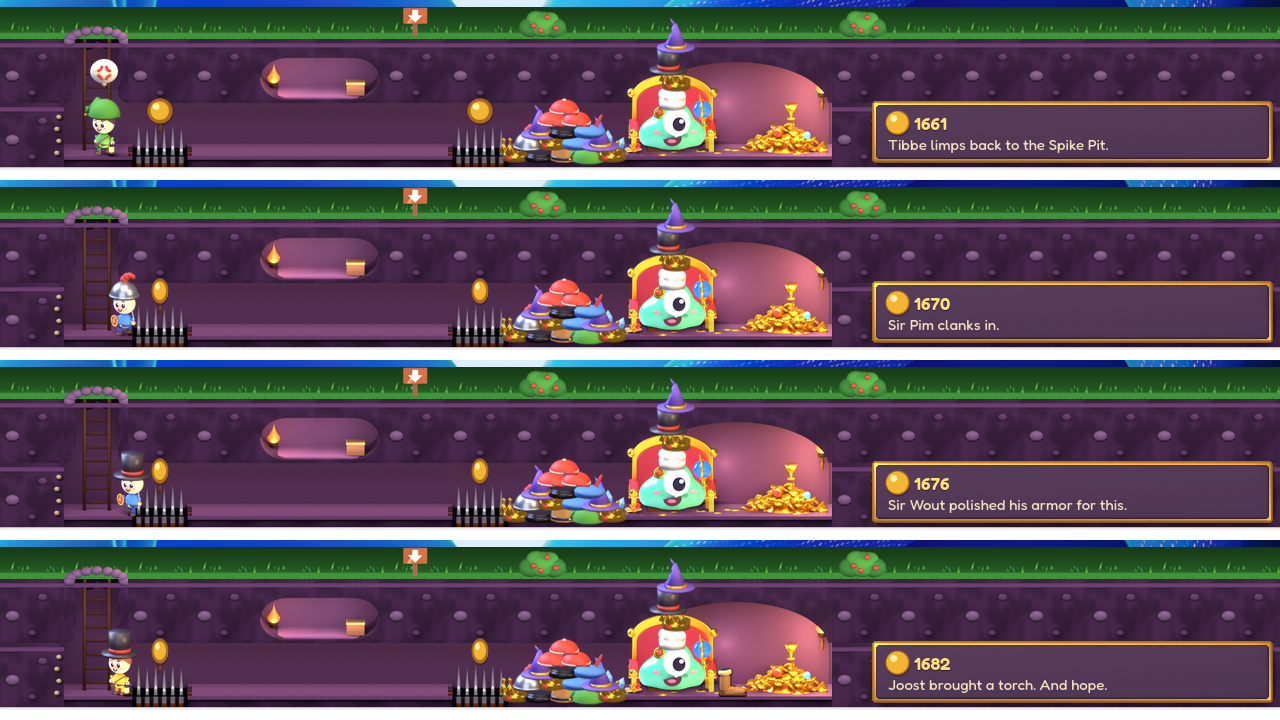 1661
Tibbe limps back to the Spike Pit.
1670
Sir Pim clanks in.
1676
Sir Wout polished his armor for this.
1682
Joost brought a torch. And hope.